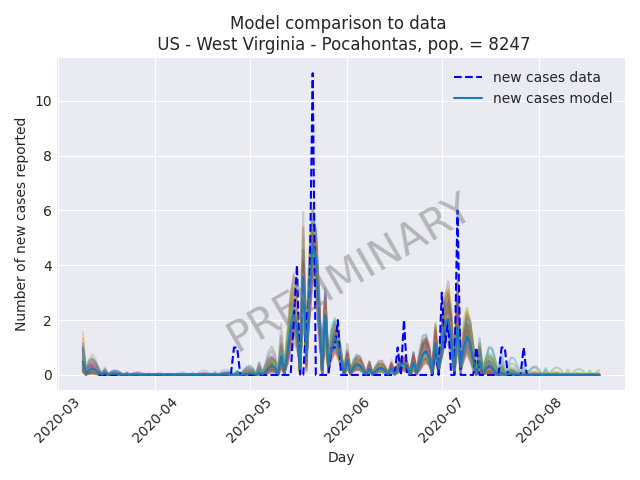 Model comparison to data
US - West Virginia - Pocahontas, pop. = 8247
new cases data
new cases model
PRELIMINARY
Number of new cases reported
10
8
6
4
2
0
2020-03
2020-04
2020-05
2020-06
2020-07
2020-08
Day